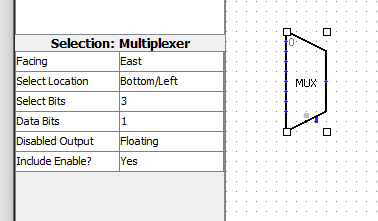 Selection: Multiplexer
Facing East
Select Location Bottom/Left
Select Bits 3
Data Bits 1
Disabled Output Floating
Include Enable? Yes
0
MUX